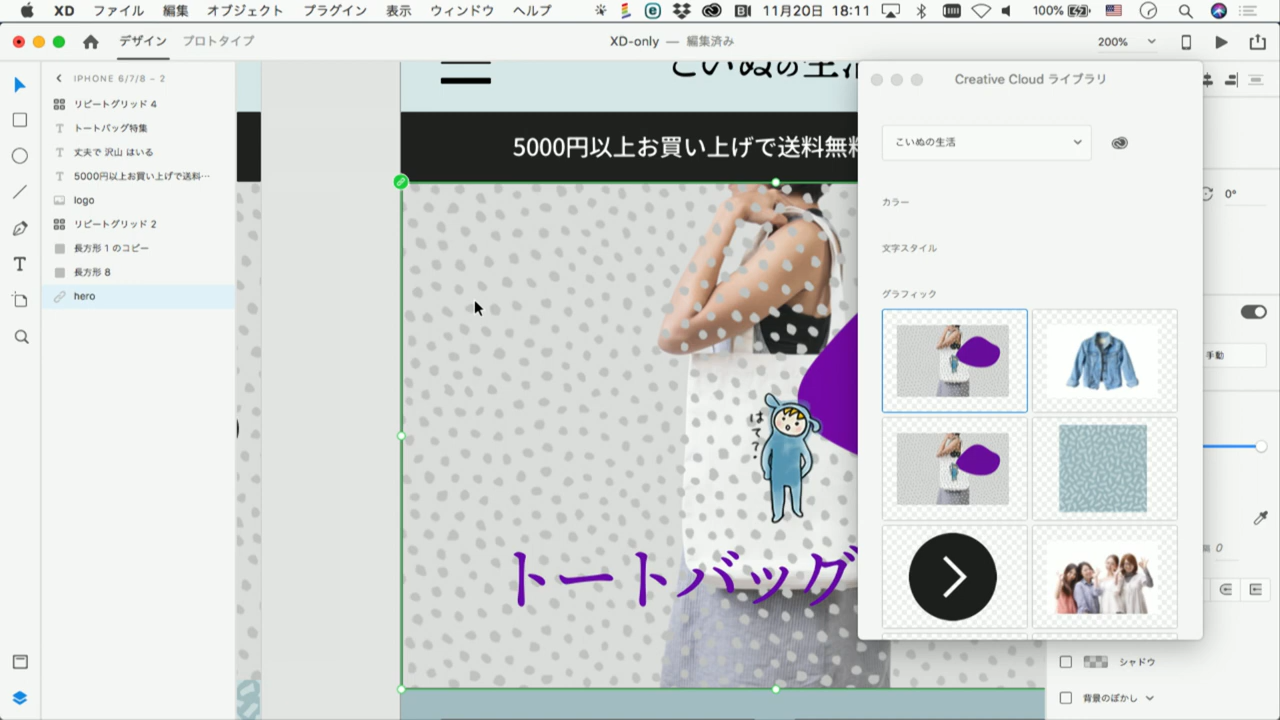 XD ファイル 編集 オブジェクト プラグイン 表示 ウィンドウ ヘルプ 11月20日 18:11 100%
デザイン プロトタイプ XD-only — 編集済み 200%
IPHONE 6/7/8 – 2
リピートグリッド 4
トートバッグ特集
丈夫で 沢山 はいる
5000円以上お買い上げで送料…
logo
リピートグリッド 2
長方形 1 のコピー
長方形 8
hero
こいぬの生活
5000円以上お買い上げで送料無料
はて?.
トートバッグ
Creative Cloud ライブラリ
こいぬの生活
カラー
文字スタイル
グラフィック
0°
手動
0
シャドウ
背景のぼかし